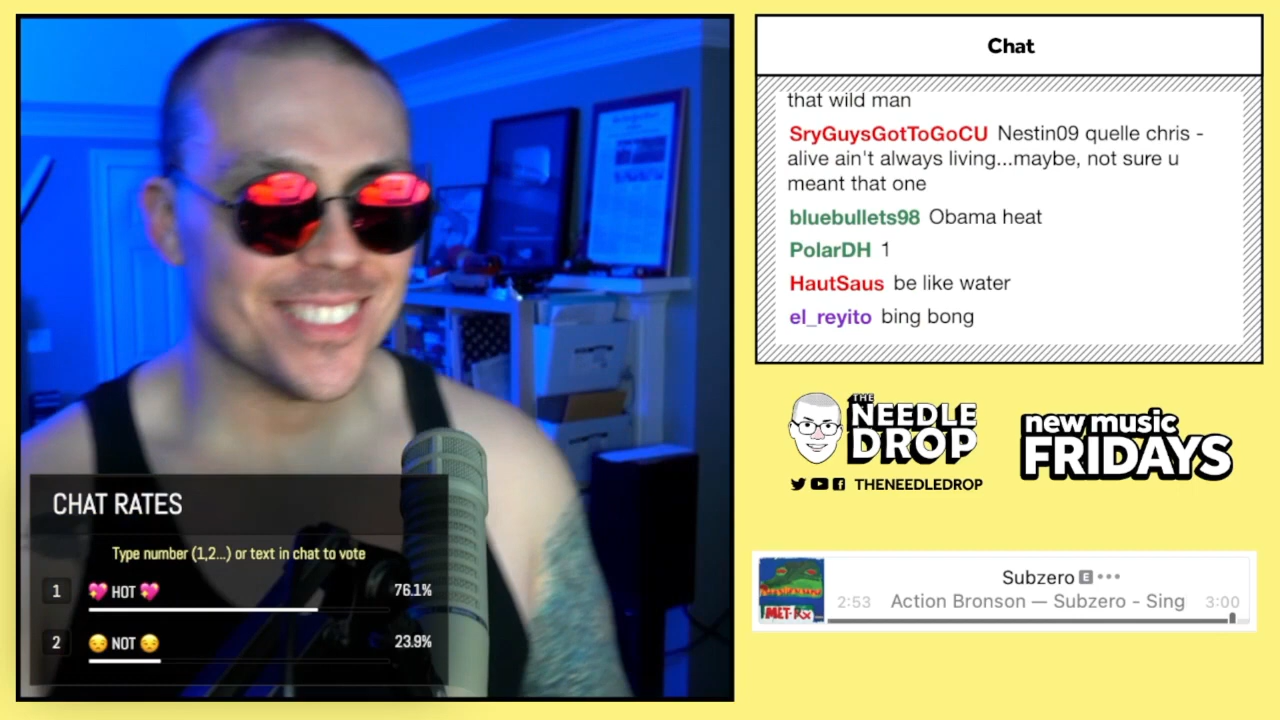 Chat
that wild man
SryGuysGotToGoCU Nestin09 quelle chris -
alive ain't always living...maybe, not sure u
meant that one
bluebullets98 Obama heat
PolarDH 1
HautSaus be like water
el_reyito bing bong
THE
NEEDLE
DROP
THENEEDLEDROP
new music
FRIDAYS
Subzero E •••
2:53 Action Bronson — Subzero - Sing 3:00
MET-Rx
CHAT RATES
Type number (1,2...) or text in chat to vote
1 💖 HOT 💖 76.1%
2 😒 NOT 😒 23.9%